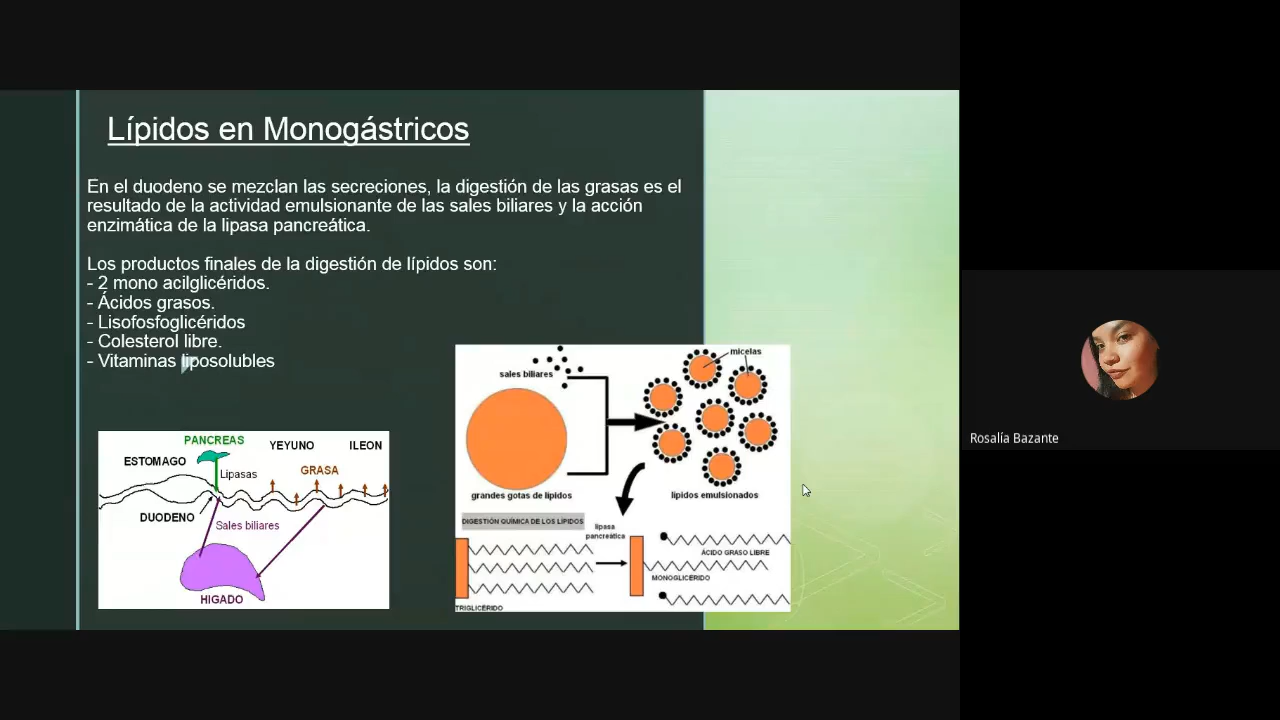 Lípidos en Monogástricos
En el duodeno se mezclan las secreciones, la digestión de las grasas es el
resultado de la actividad emulsionante de las sales biliares y la acción
enzimática de la lipasa pancreática.
Los productos finales de la digestión de lípidos son:
- 2 mono acilglicéridos.
- Ácidos grasos.
- Lisofosfoglicéridos
- Colesterol libre.
- Vitaminas liposolubles
PANCREAS
YEYUNO
ILEON
ESTOMAGO
Lipasas
GRASA
DUODENO
Sales biliares
HIGADO
micelas
sales biliares
grandes gotas de lípidos
lípidos emulsionados
DIGESTIÓN QUÍMICA DE LOS LÍPIDOS
lipasa
pancreática
ÁCIDO GRASO LIBRE
MONOGLICÉRIDO
TRIGLICÉRIDO
Rosalía Bazante